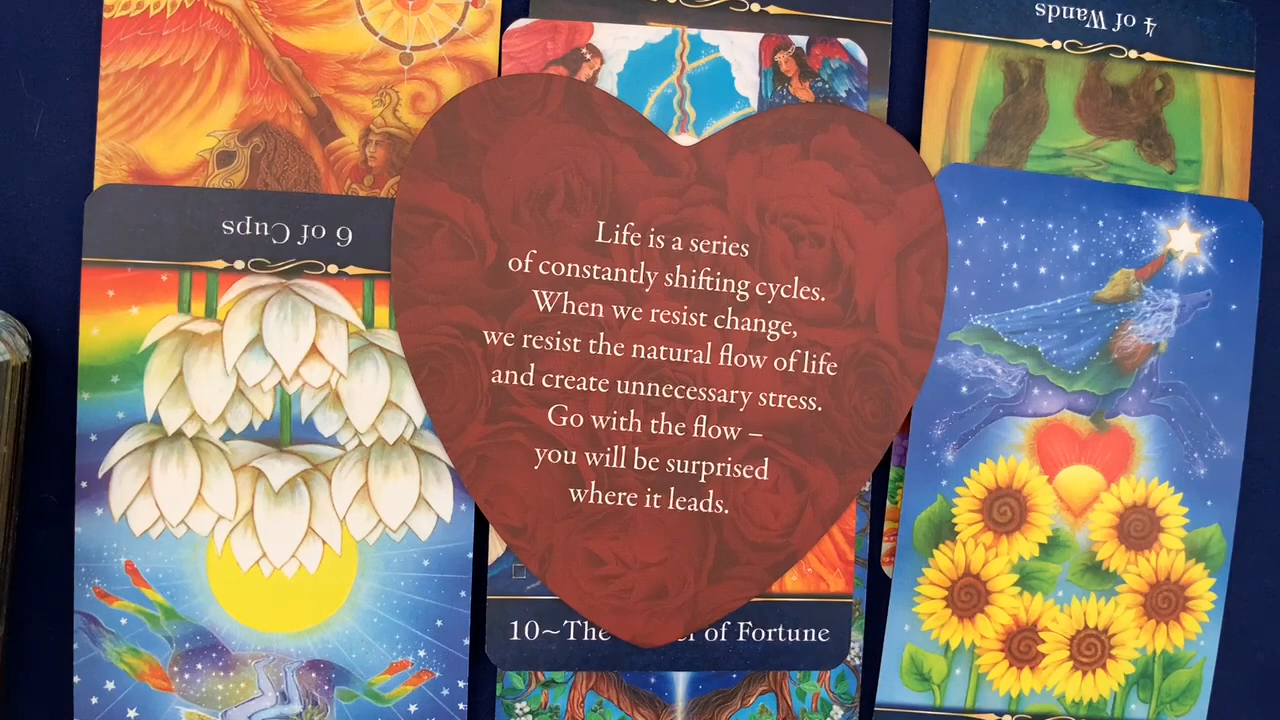 4 of Wands
6 of Cups
Life is a series
of constantly shifting cycles.
When we resist change,
we resist the natural flow of life
and create unnecessary stress.
Go with the flow –
you will be surprised
where it leads.
10~The of Fortune